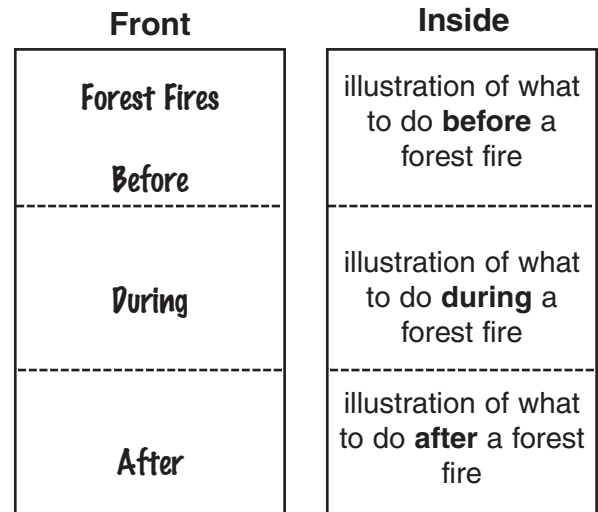 Front
Forest Fires
Before
During
After
Inside
illustration of what
to do before a
forest fire
illustration of what
to do during a
forest fire
illustration of what
to do after a forest
fire